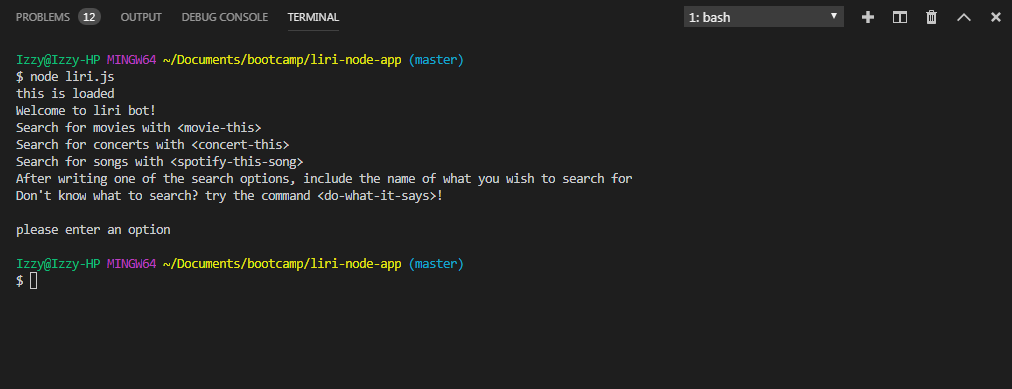 PROBLEMS 12 OUTPUT DEBUG CONSOLE TERMINAL 1: bash
Izzy@Izzy-HP MINGW64 ~/Documents/bootcamp/liri-node-app (master)
$ node liri.js
this is loaded
Welcome to liri bot!
Search for movies with <movie-this>
Search for concerts with <concert-this>
Search for songs with <spotify-this-song>
After writing one of the search options, include the name of what you wish to search for
Don't know what to search? try the command <do-what-it-says>!
please enter an option
Izzy@Izzy-HP MINGW64 ~/Documents/bootcamp/liri-node-app (master)
$